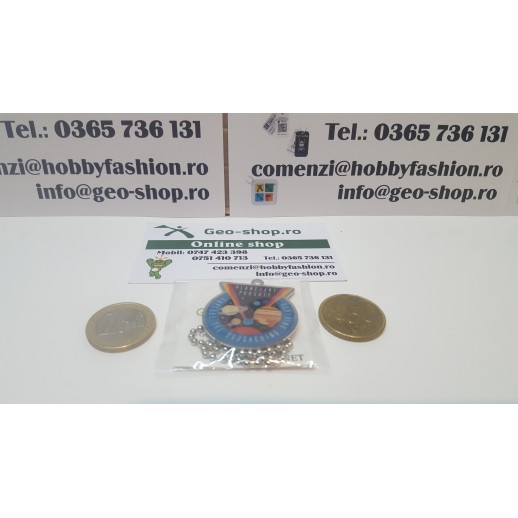 Tel.: 0365 736 131
nzi@hobbyfashion.ro
info@geo-shop.ro
Tel.: 0365 736 131
comenzi@hobbyfashion.ro
info@geo-shop.ro
Geo-shop.ro
Online shop
Mobil: 0747 423 398
0751 410 713
Tel.: 0365 736 131
comenzi@hobbyfashion.ro
info@geo-shop.ro
GEOCACHING
SET